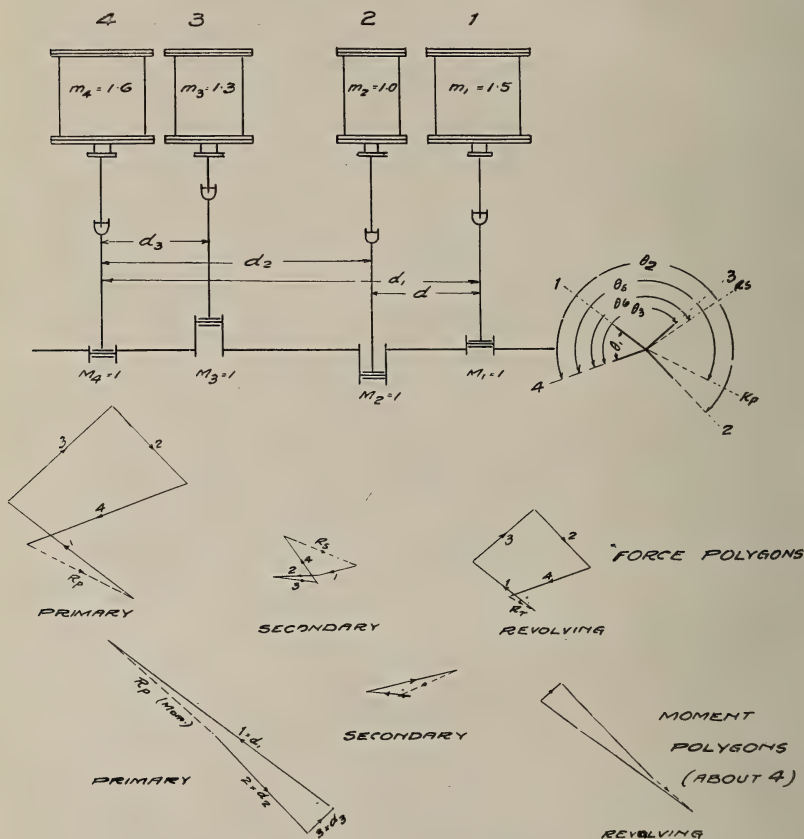 4 3 2 1
m₄=1·6 m₃=1·3 m₂=1·0 m₁=1·5
d₃
d₂
d₁
d
M₄=1 M₃=1 M₂=1 M₁=1
θ₂
1 3
RS
θ₁
4
Kp
2
3 2
4
1
Rp
PRIMARY
RS
4
2 1
3
SECONDARY
3 2
1 4
Rr
REVOLVING
FORCE POLYGONS
Rp (Mom.)
1×d₁
2×d₂
3×d₃
PRIMARY
SECONDARY
REVOLVING
MOMENT
POLYGONS
(ABOUT 4)